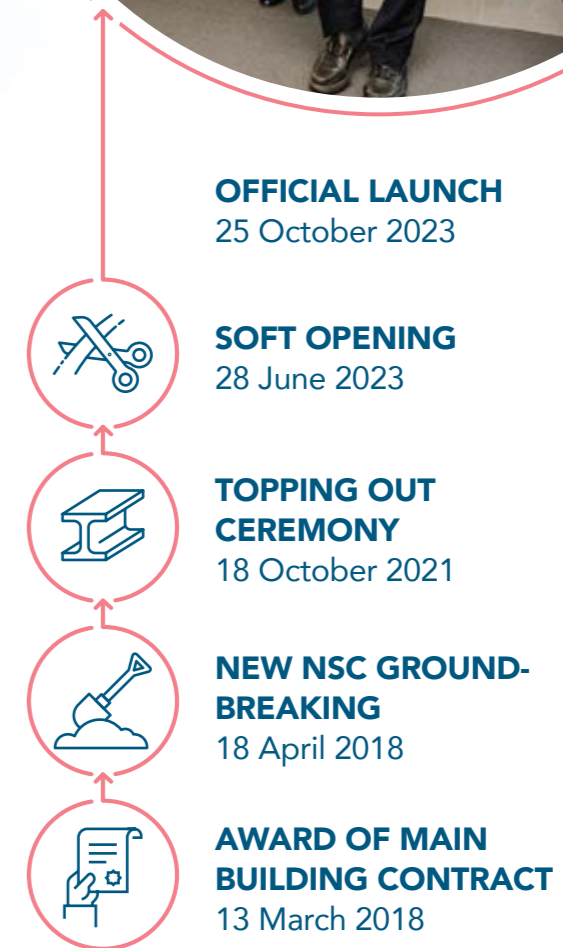 OFFICIAL LAUNCH
25 October 2023
SOFT OPENING
28 June 2023
TOPPING OUT
CEREMONY
18 October 2021
NEW NSC GROUND-
BREAKING
18 April 2018
AWARD OF MAIN
BUILDING CONTRACT
13 March 2018